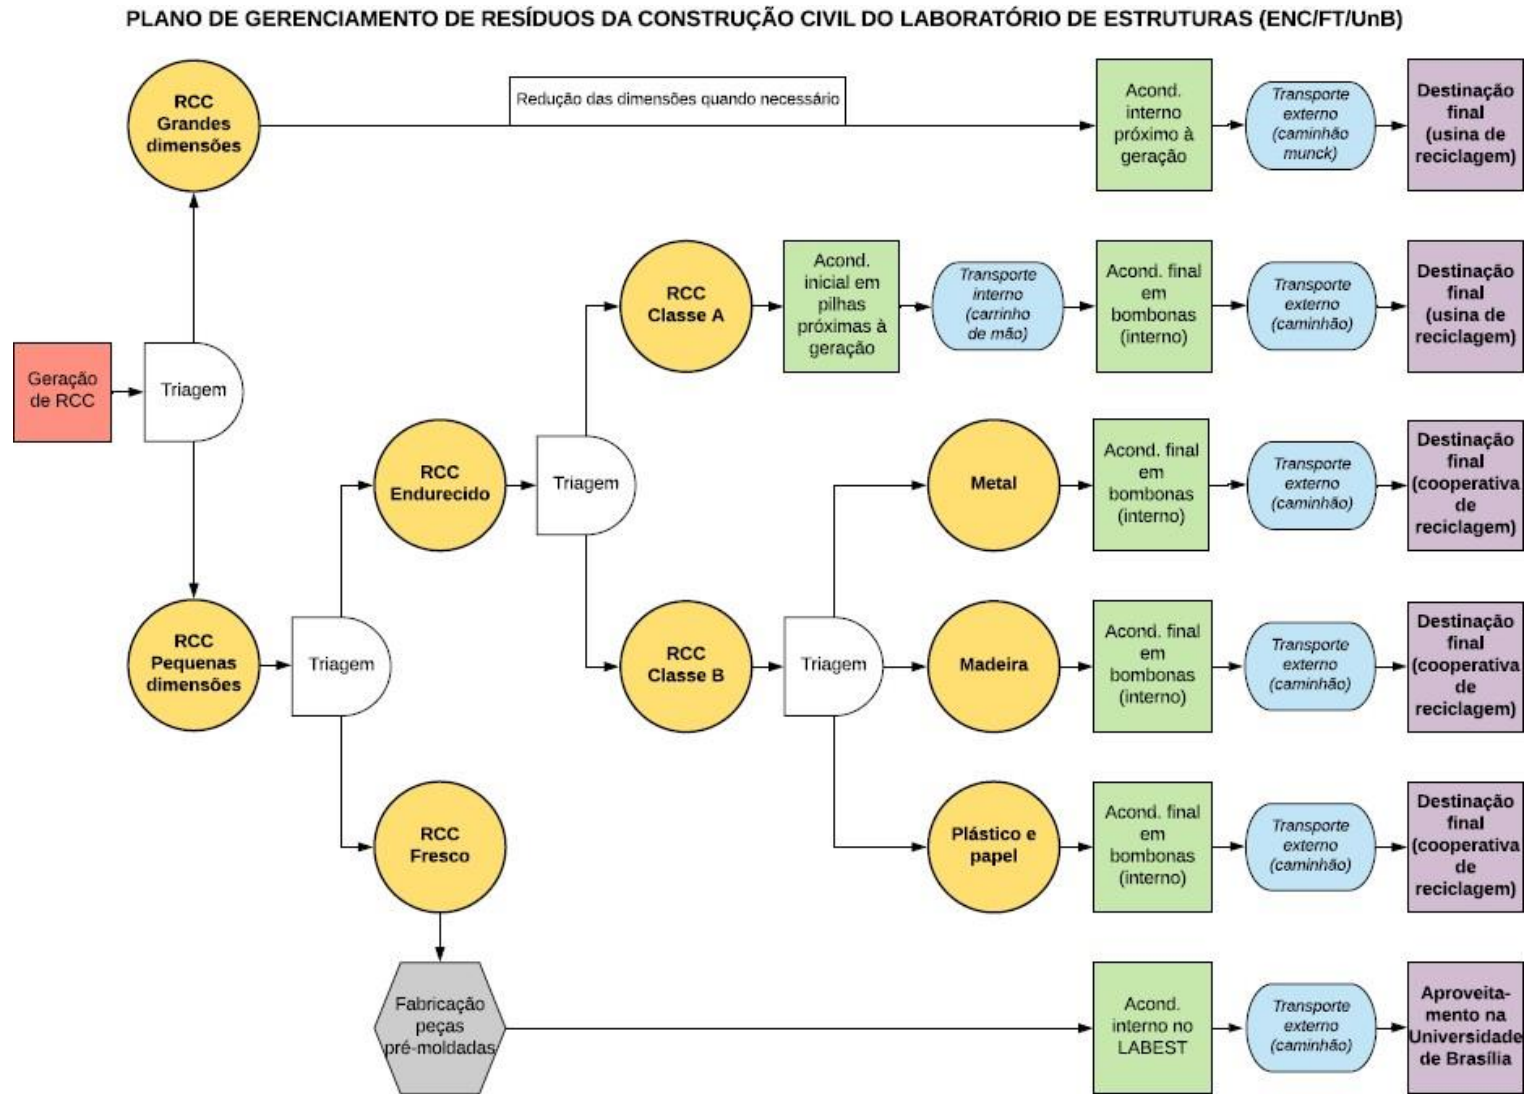 PLANO DE GERENCIAMENTO DE RESÍDUOS DA CONSTRUÇÃO CIVIL DO LABORATÓRIO DE ESTRUTURAS (ENC/FT/UnB)
RCC
Grandes
dimensões
Redução das dimensões quando necessário
Acond.
interno
próximo à
geração
Transporte
externo
(caminhão
munck)
Destinação
final
(usina de
reciclagem)
Geração
de RCC
Triagem
RCC
Classe A
Acond.
inicial em
pilhas
próximas à
geração
Transporte
interno
(carrinho
de mão)
Acond. final
em
bombonas
(interno)
Transporte
externo
(caminhão)
Destinação
final
(usina de
reciclagem)
RCC
Endurecido
Triagem
Metal
Acond. final
em
bombonas
(interno)
Transporte
externo
(caminhão)
Destinação
final
(cooperativa
de
reciclagem)
RCC
Pequenas
dimensões
Triagem
RCC
Classe B
Triagem
Madeira
Acond. final
em
bombonas
(interno)
Transporte
externo
(caminhão)
Destinação
final
(cooperativa
de
reciclagem)
RCC
Fresco
Plástico e
papel
Acond. final
em
bombonas
(interno)
Transporte
externo
(caminhão)
Destinação
final
(cooperativa
de
reciclagem)
Fabricação
peças
pré-moldadas
Acond.
interno no
LABEST
Transporte
externo
(caminhão)
Aproveita-
mento na
Universidade
de Brasília